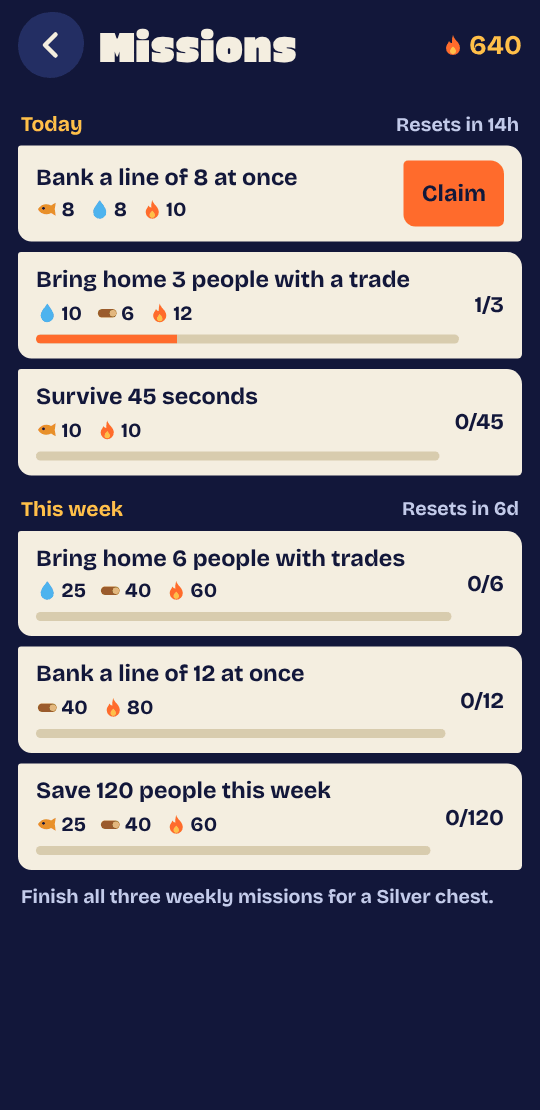 Missions
640
Today
Resets in 14h
Bank a line of 8 at once
8 8 10
Claim
Bring home 3 people with a trade
10 6 12
1/3
Survive 45 seconds
10 10
0/45
This week
Resets in 6d
Bring home 6 people with trades
25 40 60
0/6
Bank a line of 12 at once
40 80
0/12
Save 120 people this week
25 40 60
0/120
Finish all three weekly missions for a Silver chest.